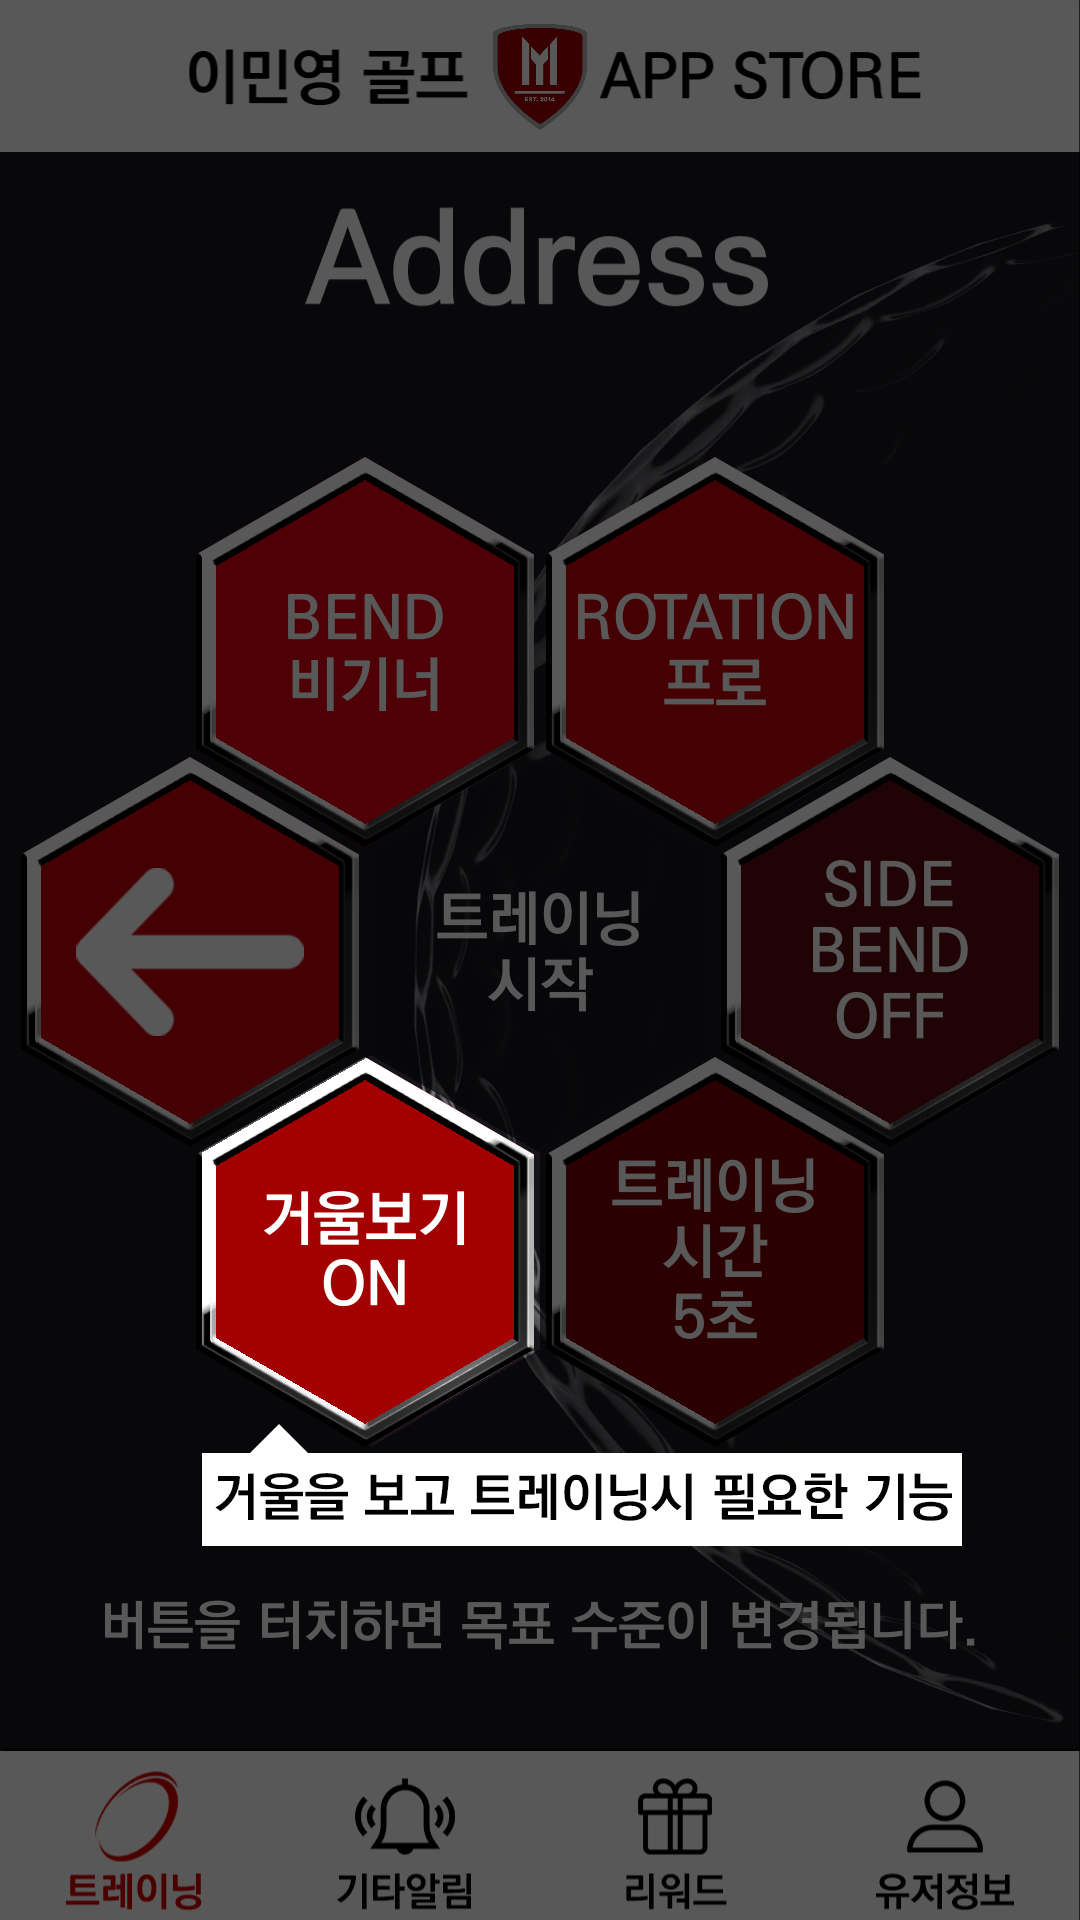 이민영 골프 APP STORE
EST. 2014
Address
BEND
비기너
ROTATION
프로
트레이닝
시작
SIDE
BEND
OFF
거울보기
ON
트레이닝
시간
5초
거울을 보고 트레이닝시 필요한 기능
버튼을 터치하면 목표 수준이 변경됩니다.
트레이닝
기타알림
리워드
유저정보